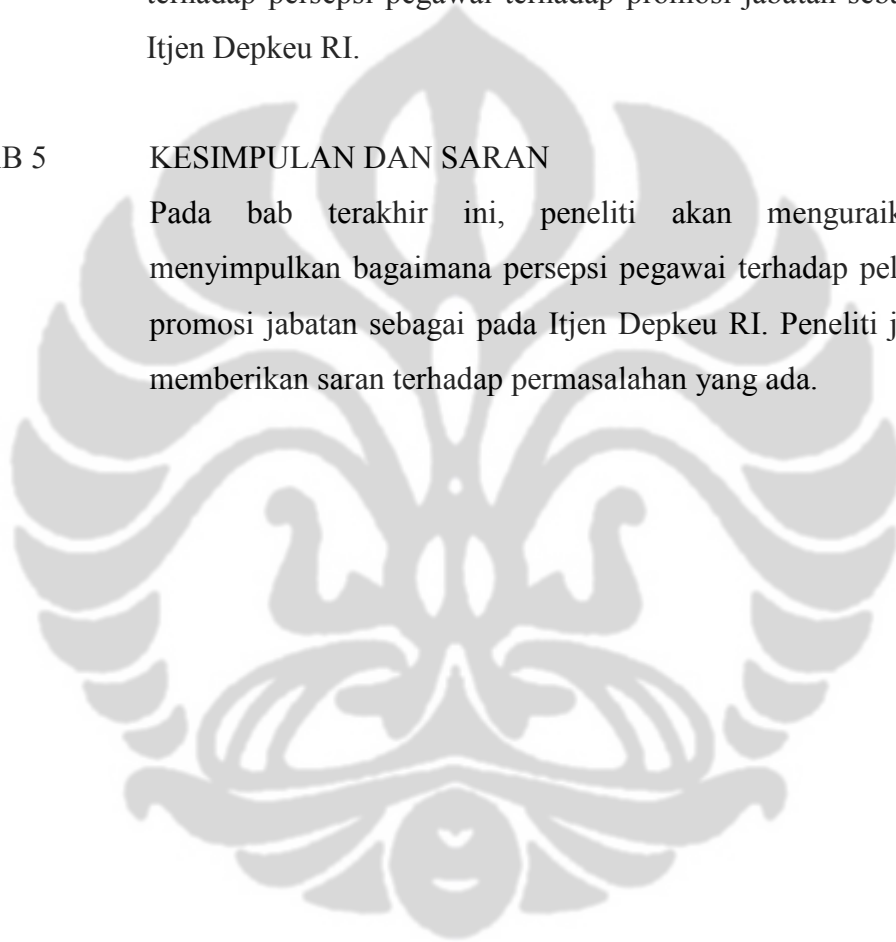 terhadap persepsi pegawai terhadap promosi jabatan seba
Itjen Depkeu RI.
B 5 KESIMPULAN DAN SARAN
Pada bab terakhir ini, peneliti akan menguraik
menyimpulkan bagaimana persepsi pegawai terhadap pel
promosi jabatan sebagai pada Itjen Depkeu RI. Peneliti j
memberikan saran terhadap permasalahan yang ada.